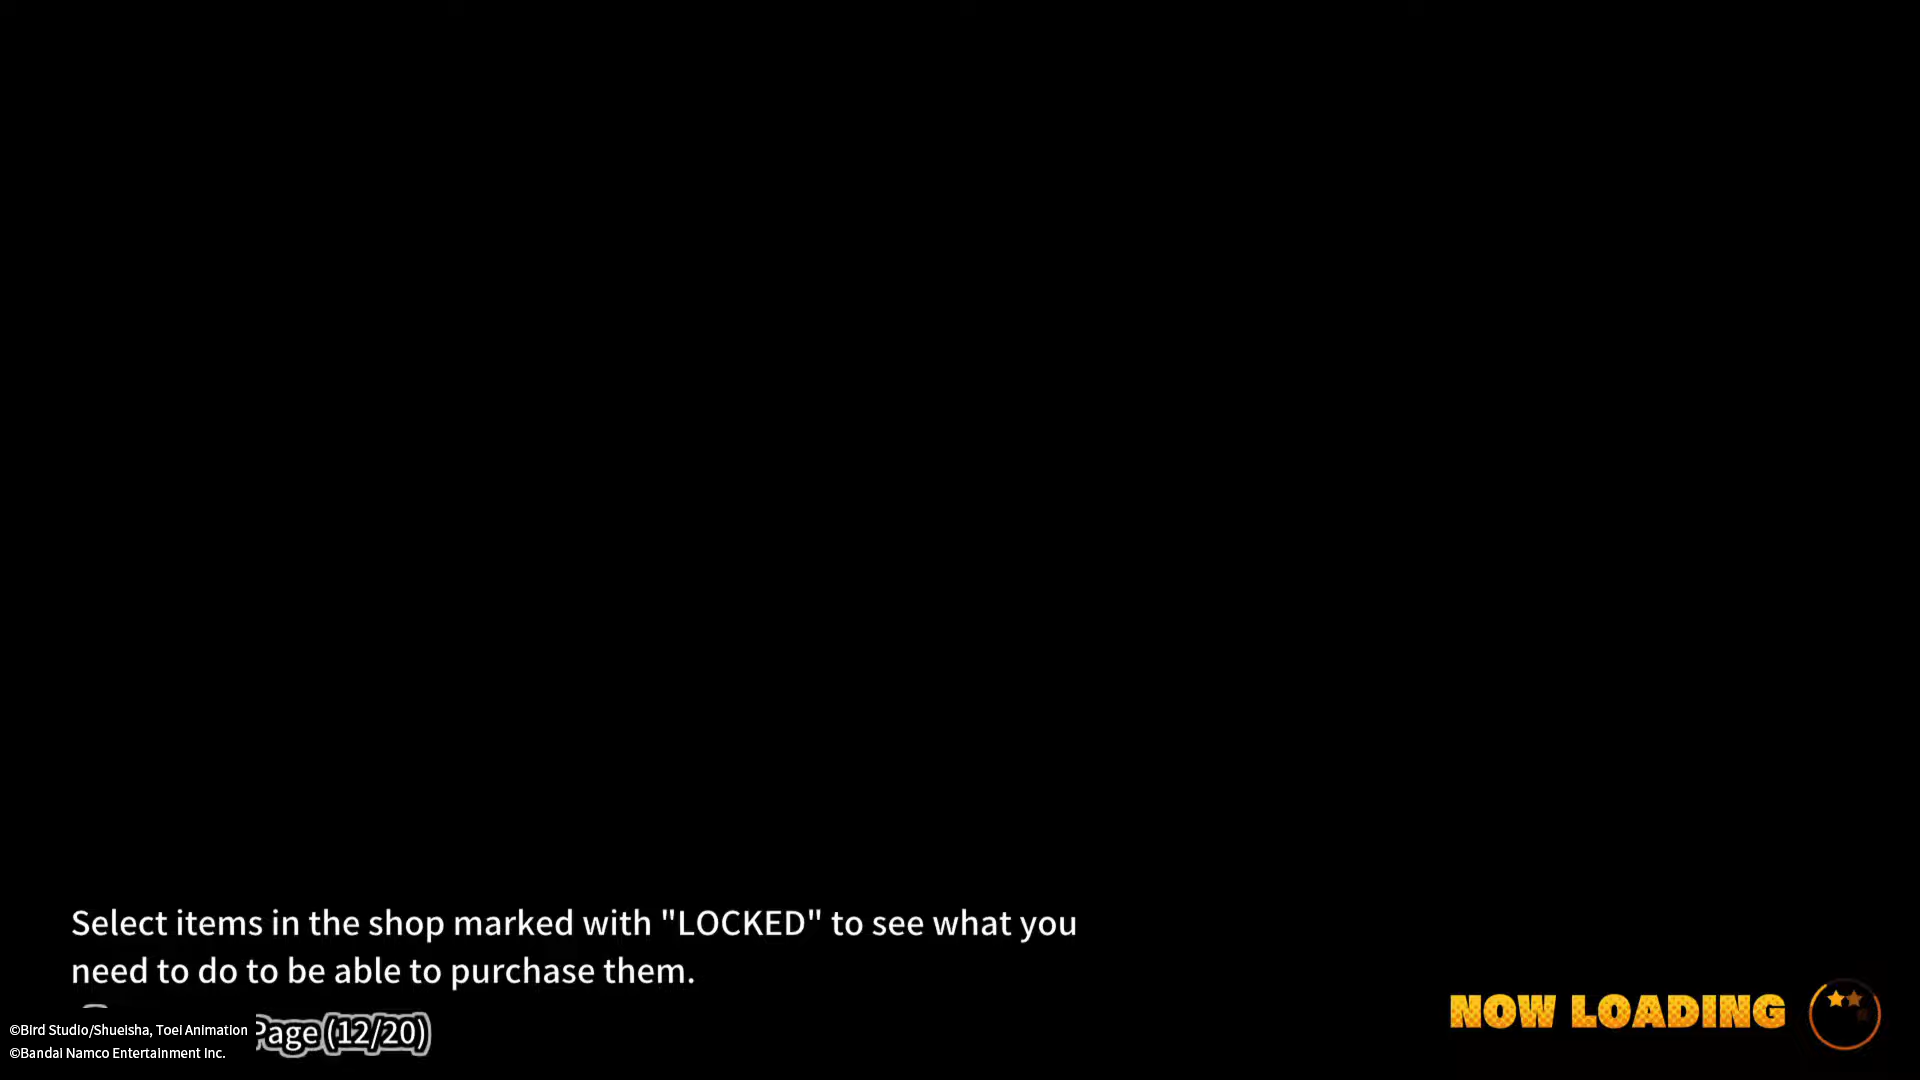 Select items in the shop marked with "LOCKED" to see what you
need to do to be able to purchase them.
Page (12/20)
©Bird Studio/Shueisha, Toei Animation
©Bandai Namco Entertainment Inc.
NOW LOADING